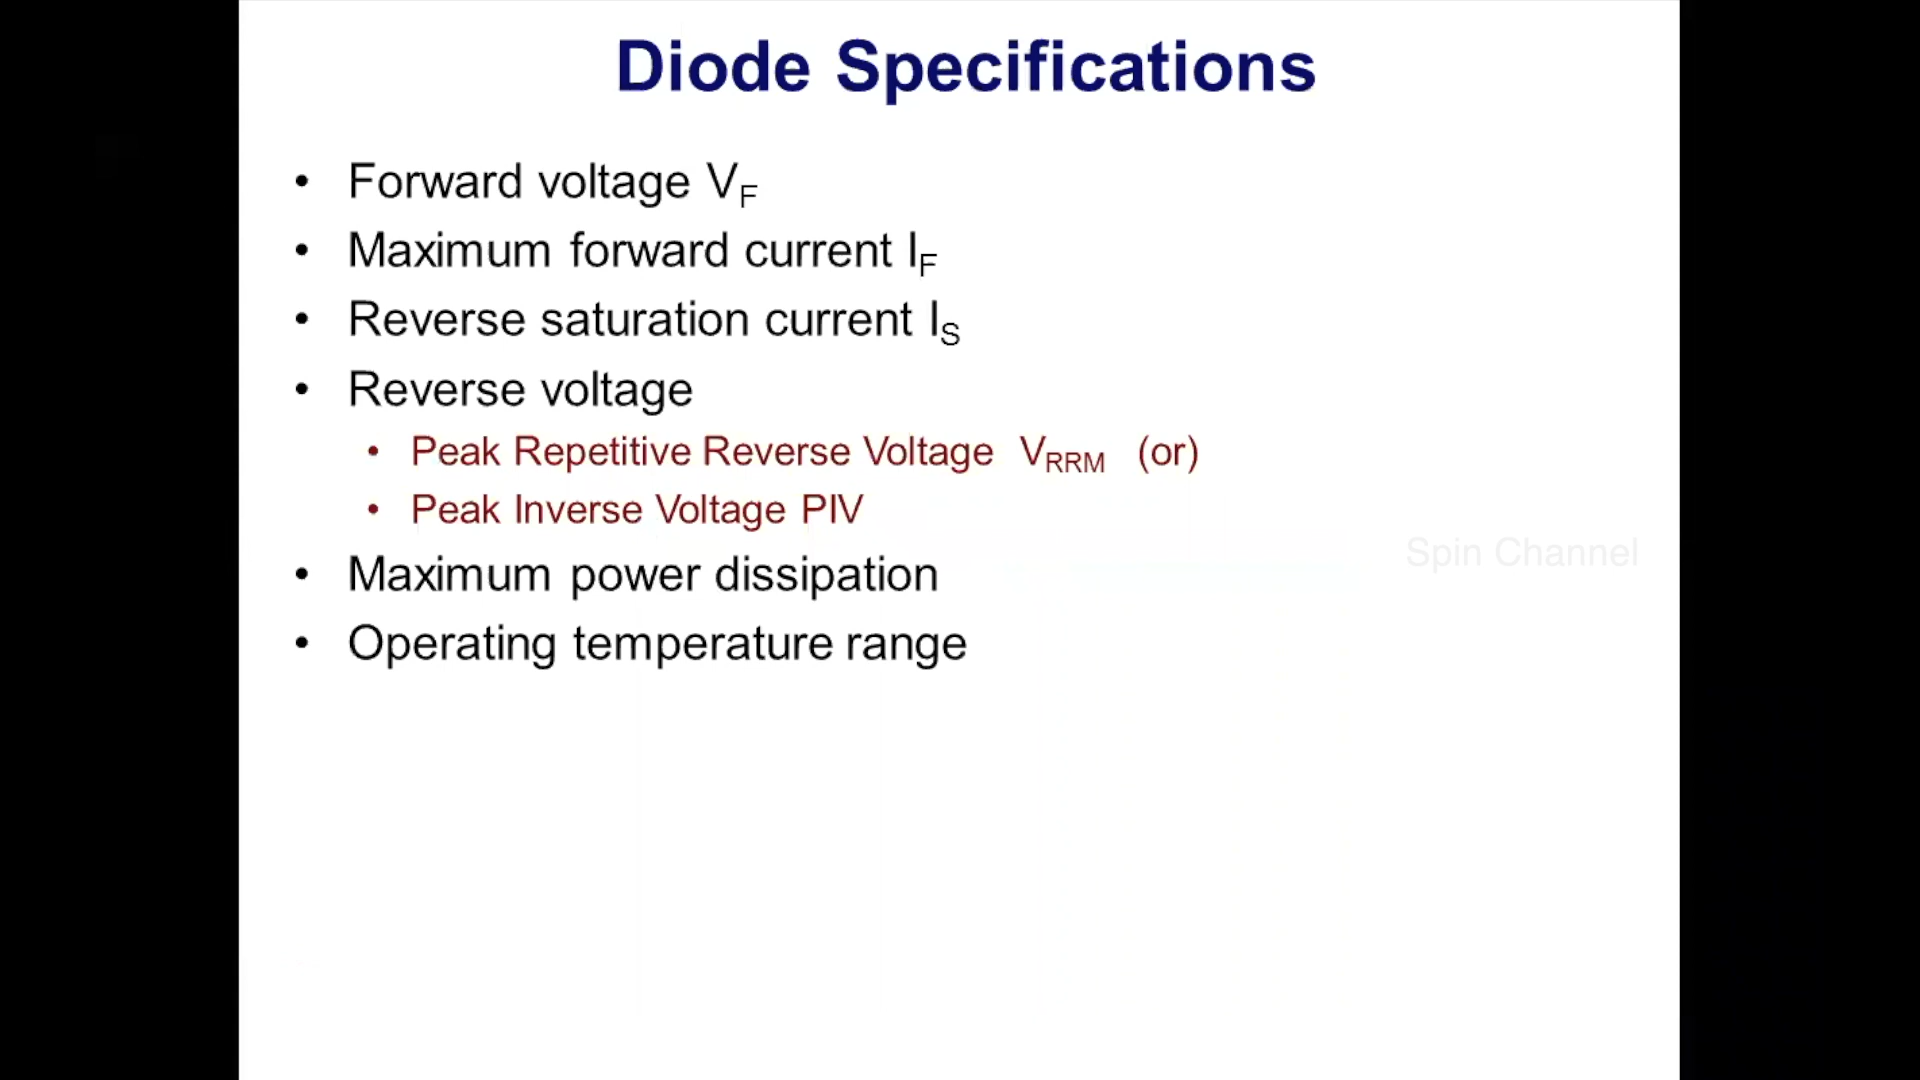 Diode Specifications
• Forward voltage VF
• Maximum forward current IF
• Reverse saturation current IS
• Reverse voltage
• Peak Repetitive Reverse Voltage VRRM (or)
• Peak Inverse Voltage PIV
Spin Channel
• Maximum power dissipation
• Operating temperature range